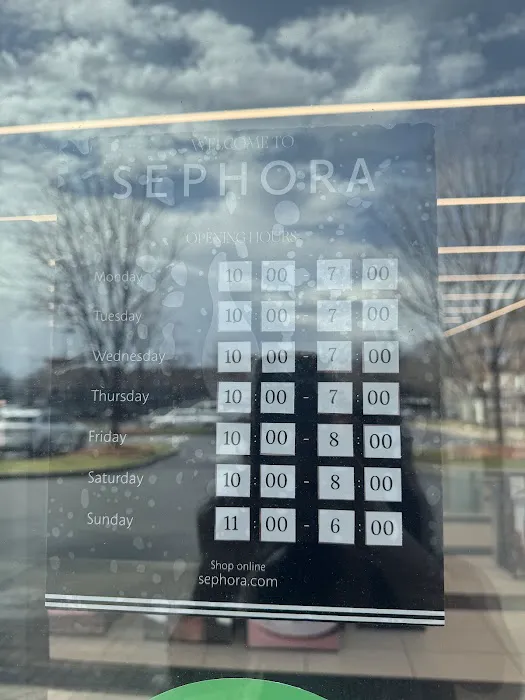 WELCOME TO
SEPHORA
OPENING HOURS:
Monday 10 : 00 - 7 : 00
Tuesday 10 : 00 - 7 : 00
Wednesday 10 : 00 - 7 : 00
Thursday 10 : 00 - 7 : 00
Friday 10 : 00 - 8 : 00
Saturday 10 : 00 - 8 : 00
Sunday 11 : 00 - 6 : 00
Shop online
sephora.com